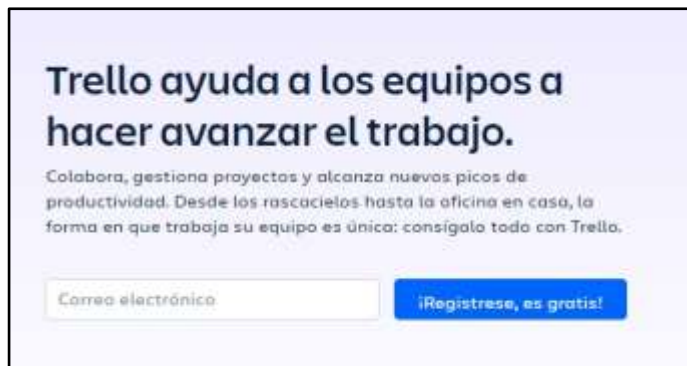 Trello ayuda a los equipos a
hacer avanzar el trabajo.
Colabora, gestiona proyectos y alcanza nuevos picos de
productividad. Desde los rascacielos hasta la oficina en casa, la
forma en que trabaja su equipo es única: consígalo todo con Trello.
Correo electrónico
¡Regístrese, es gratis!